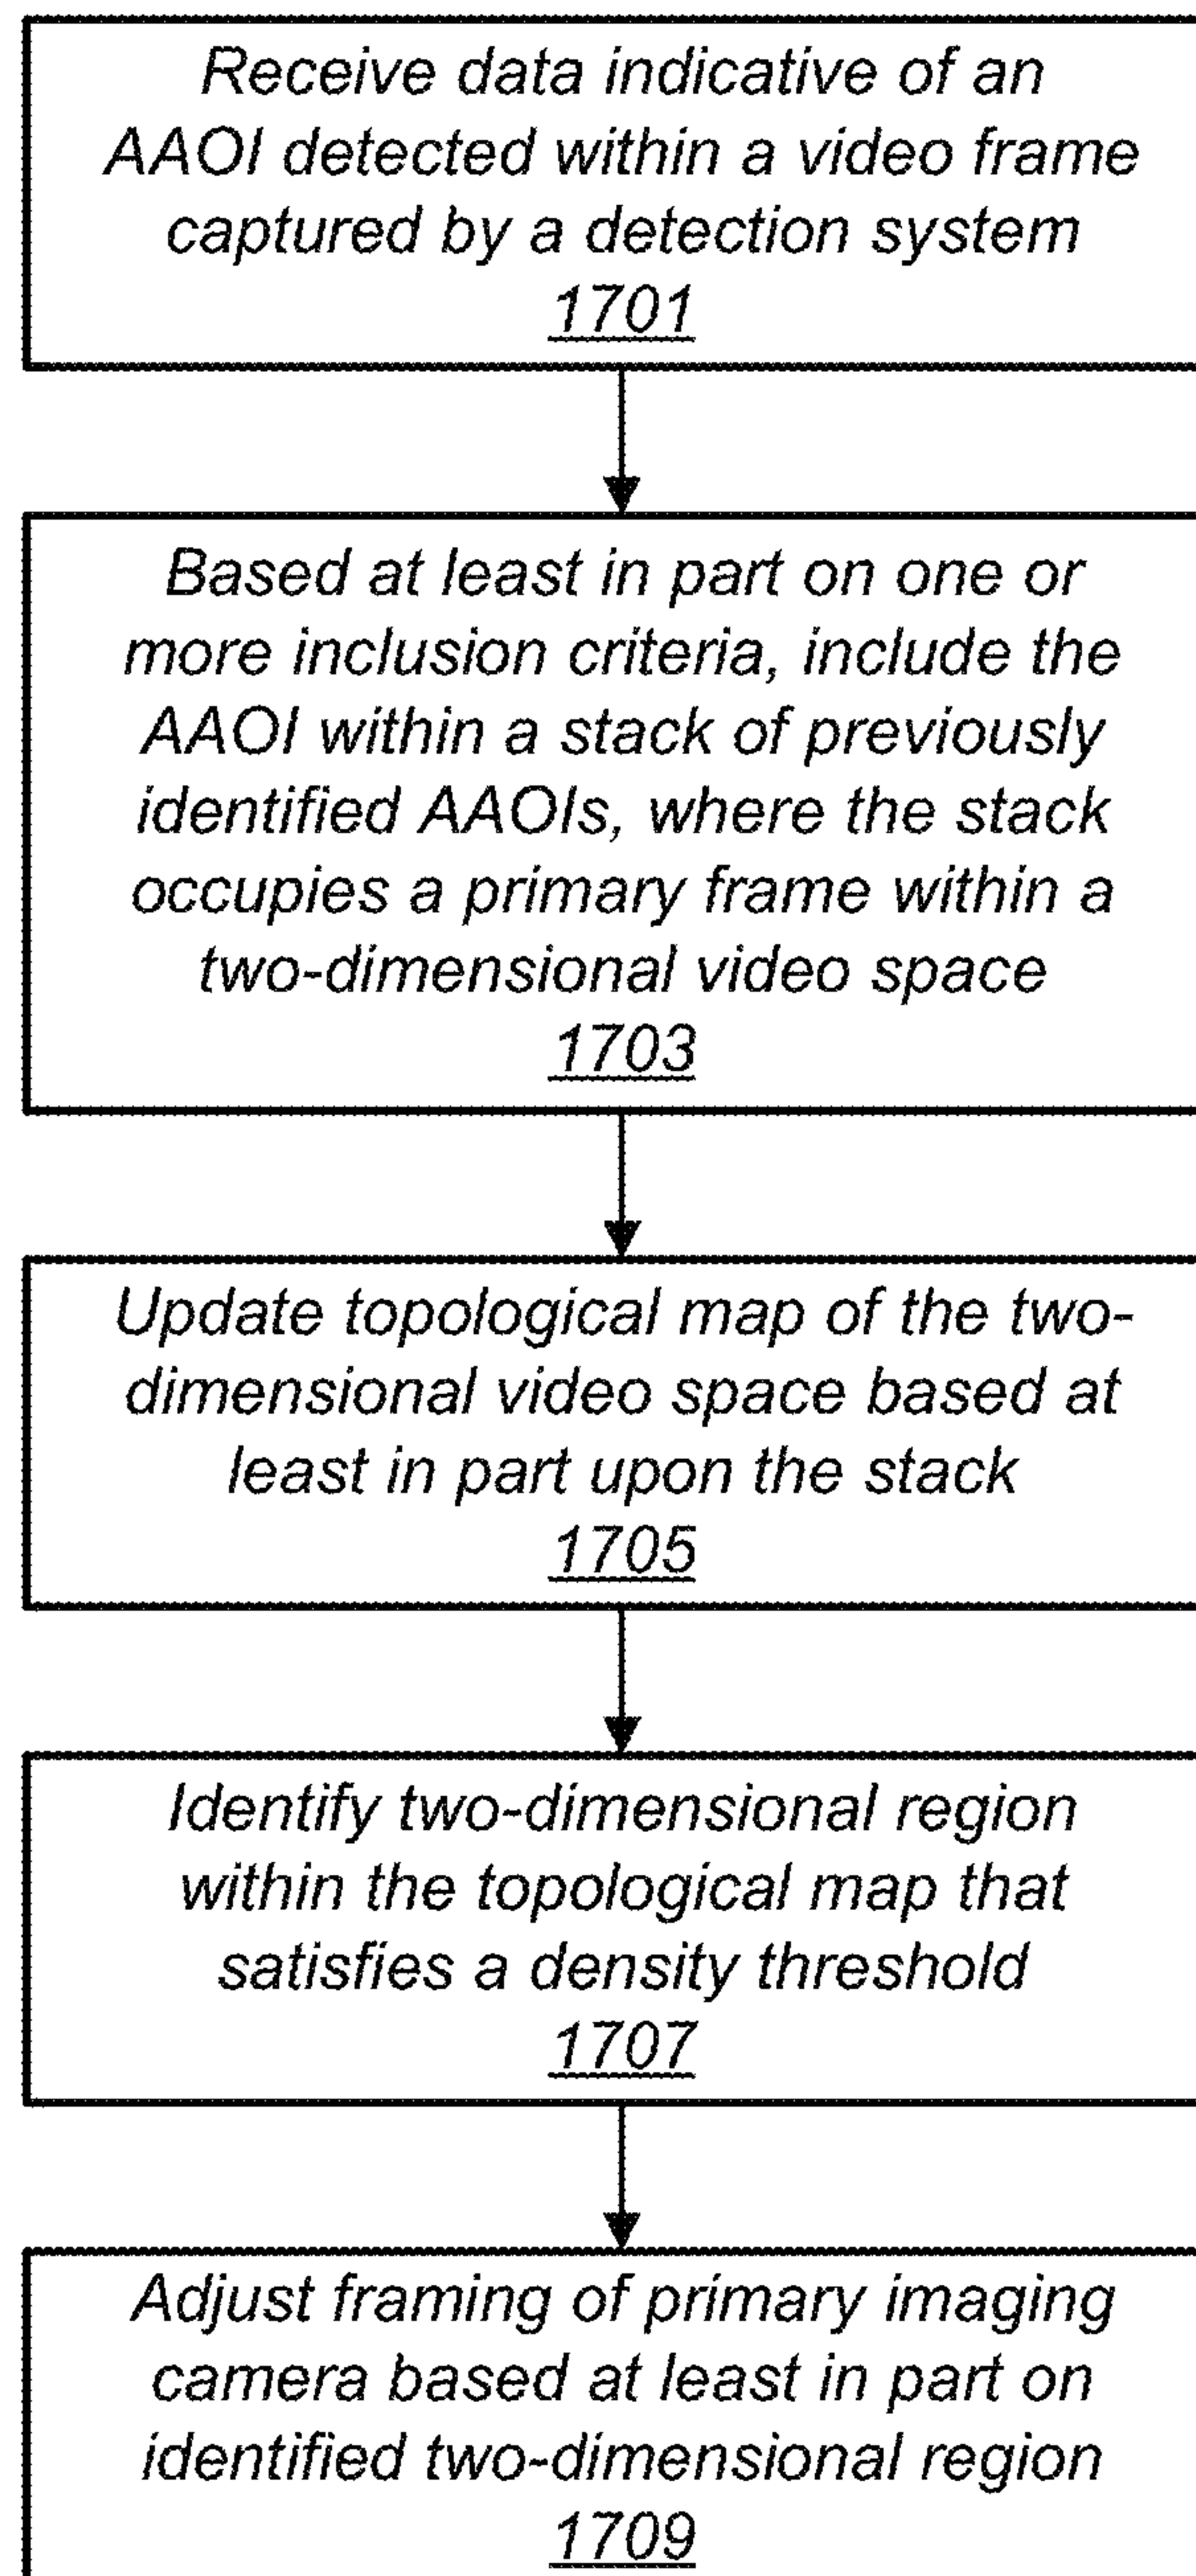 Receive data indicative of an
AAOI detected within a video frame
captured by a detection system
1701
Based at least in part on one or
more inclusion criteria, include the
AAOI within a stack of previously
identified AAOIs, where the stack
occupies a primary frame within a
two-dimensional video space
1703
Update topological map of the two-
dimensional video space based at
least in part upon the stack
1705
Identify two-dimensional region
within the topological map that
satisfies a density threshold
1707
Adjust framing of primary imaging
camera based at least in part on
identified two-dimensional region
1709